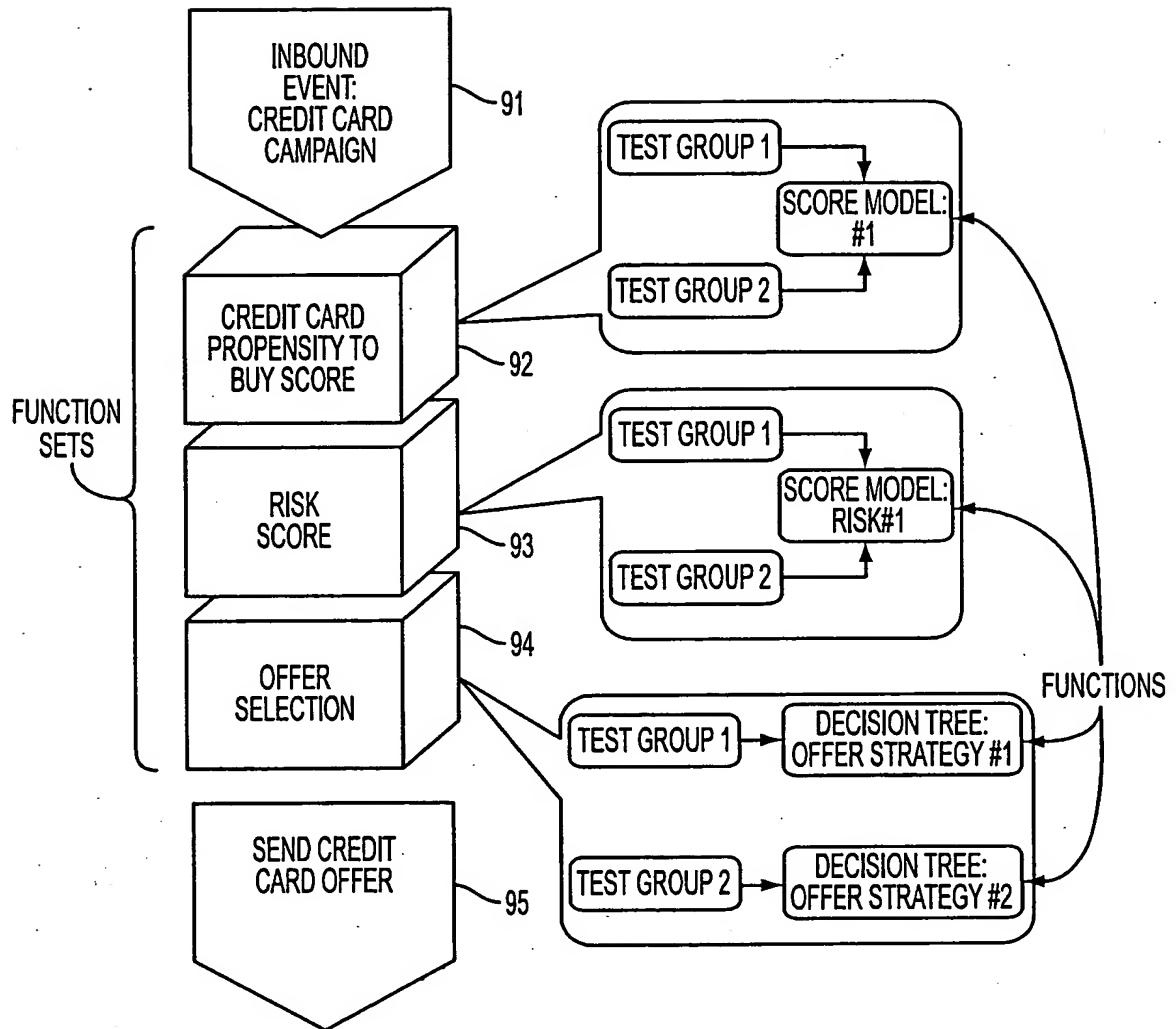 INBOUND
EVENT:
CREDIT CARD
CAMPAIGN
91
TEST GROUP 1
SCORE MODEL:
#1
TEST GROUP 2
CREDIT CARD
PROPENSITY TO
BUY SCORE
92
FUNCTION
SETS
TEST GROUP 1
SCORE MODEL:
RISK#1
TEST GROUP 2
RISK
SCORE
93
94
OFFER
SELECTION
FUNCTIONS
TEST GROUP 1
DECISION TREE:
OFFER STRATEGY #1
TEST GROUP 2
DECISION TREE:
OFFER STRATEGY #2
SEND CREDIT
CARD OFFER
95